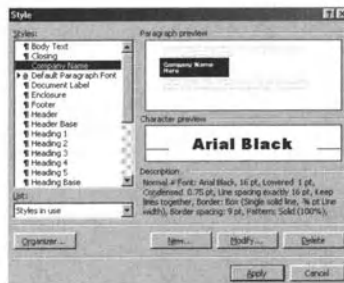 Style
Styles:
¶ Body Text
¶ Closing
Company Name
a Default Paragraph Font
¶ Document Label
¶ Enclosure
¶ Footer
¶ Header
¶ Header Base
¶ Heading 1
¶ Heading 2
¶ Heading 3
¶ Heading 4
¶ Heading 5
¶ Heading Base
List:
Styles in use
Paragraph preview
Company Name
Here
Character preview
Arial Black
Description
Normal + Font: Arial Black, 16 pt, Lowered 1 pt,
Condensed 0.75 pt, Line spacing exactly 16 pt, Keep
lines together, Border: Box (Single solid line, ¾ pt Line
width), Border spacing: 9 pt, Pattern: Solid (100%),
Organizer...
New...
Modify...
Delete
Apply
Cancel